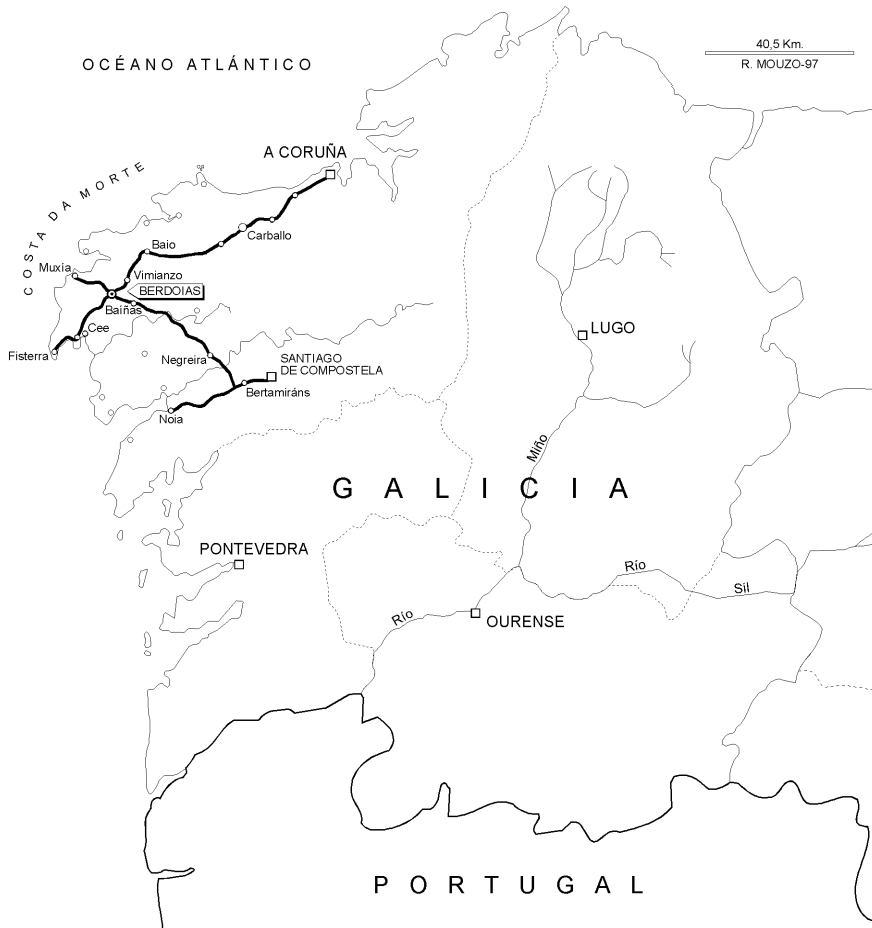 OCÉANO ATLÁNTICO
40,5 Km.
R. MOUZO-97
A CORUÑA
COSTA DA MORTE
Carballo
Baio
Muxía
Vimianzo
BERDOIAS
Baíñas
Cee
Fisterra
Negreira
SANTIAGO
DE COMPOSTELA
Bertamiráns
Noia
LUGO
Miño
GALICIA
PONTEVEDRA
Río
Sil
Río
OURENSE
PORTUGAL